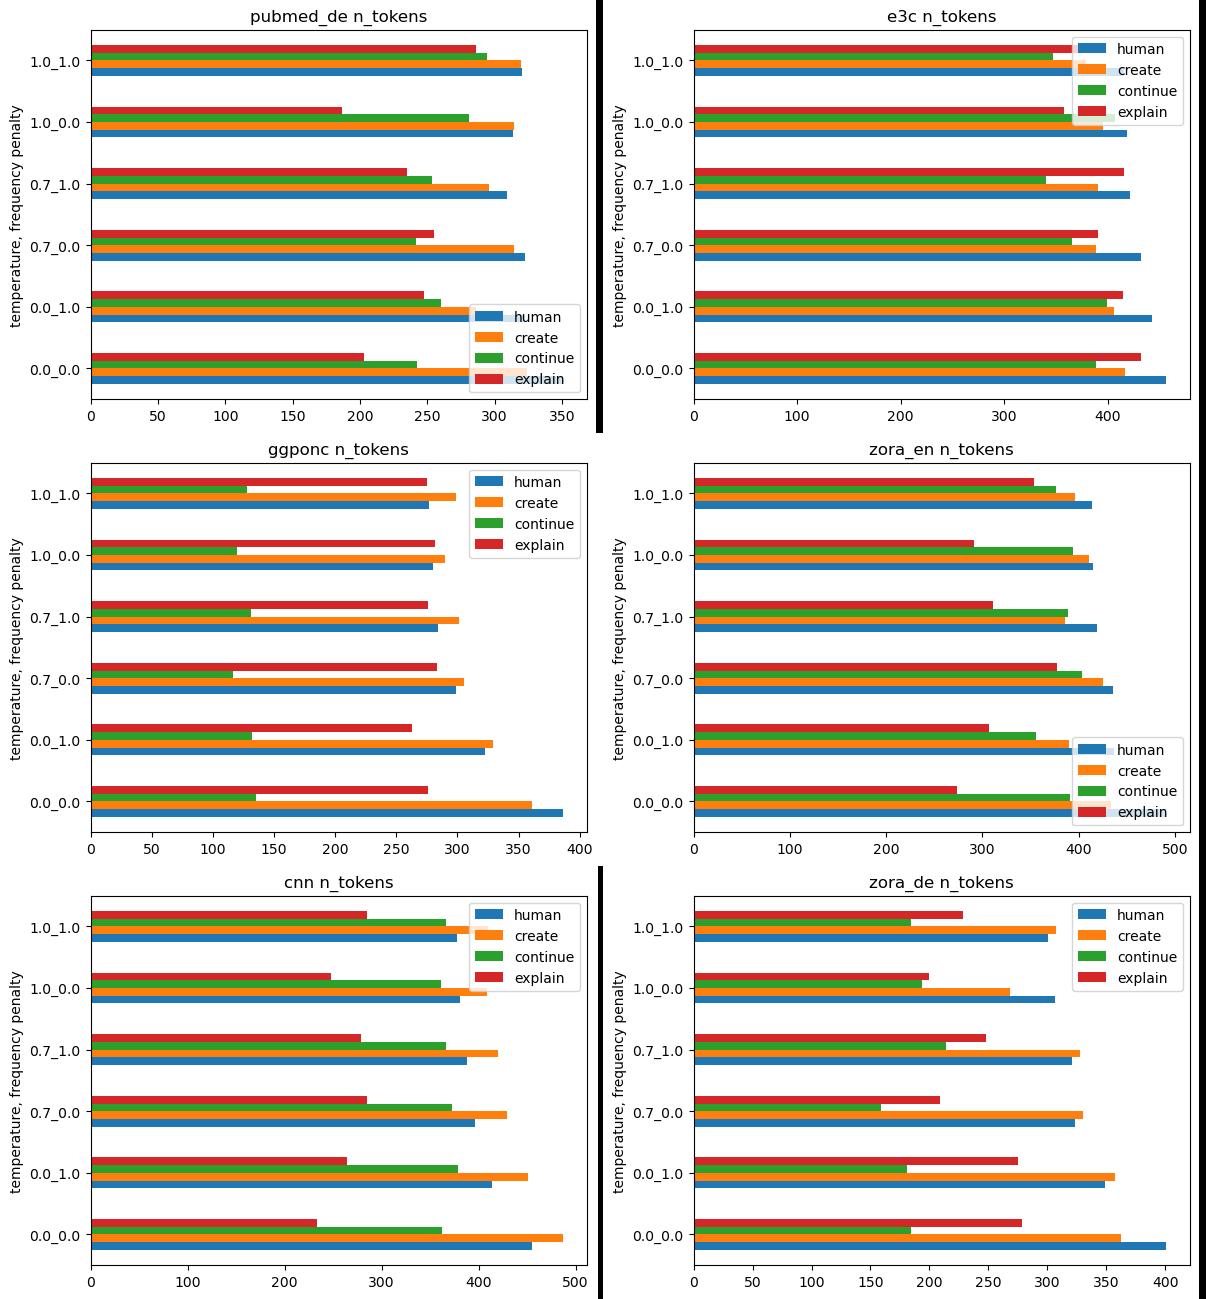 pubmed_de n_tokens
temperature, frequency penalty
1.0_1.0
1.0_0.0
0.7_1.0
0.7_0.0
0.0_1.0
0.0_0.0
human
create
continue
explain
0 50 100 150 200 250 300 350
e3c n_tokens
temperature, frequency penalty
1.0_1.0
1.0_0.0
0.7_1.0
0.7_0.0
0.0_1.0
0.0_0.0
human
create
continue
explain
0 100 200 300 400
ggponc n_tokens
temperature, frequency penalty
1.0_1.0
1.0_0.0
0.7_1.0
0.7_0.0
0.0_1.0
0.0_0.0
human
create
continue
explain
0 50 100 150 200 250 300 350 400
zora_en n_tokens
temperature, frequency penalty
1.0_1.0
1.0_0.0
0.7_1.0
0.7_0.0
0.0_1.0
0.0_0.0
human
create
continue
explain
0 100 200 300 400 500
cnn n_tokens
temperature, frequency penalty
1.0_1.0
1.0_0.0
0.7_1.0
0.7_0.0
0.0_1.0
0.0_0.0
human
create
continue
explain
0 100 200 300 400 500
zora_de n_tokens
temperature, frequency penalty
1.0_1.0
1.0_0.0
0.7_1.0
0.7_0.0
0.0_1.0
0.0_0.0
human
create
continue
explain
0 50 100 150 200 250 300 350 400